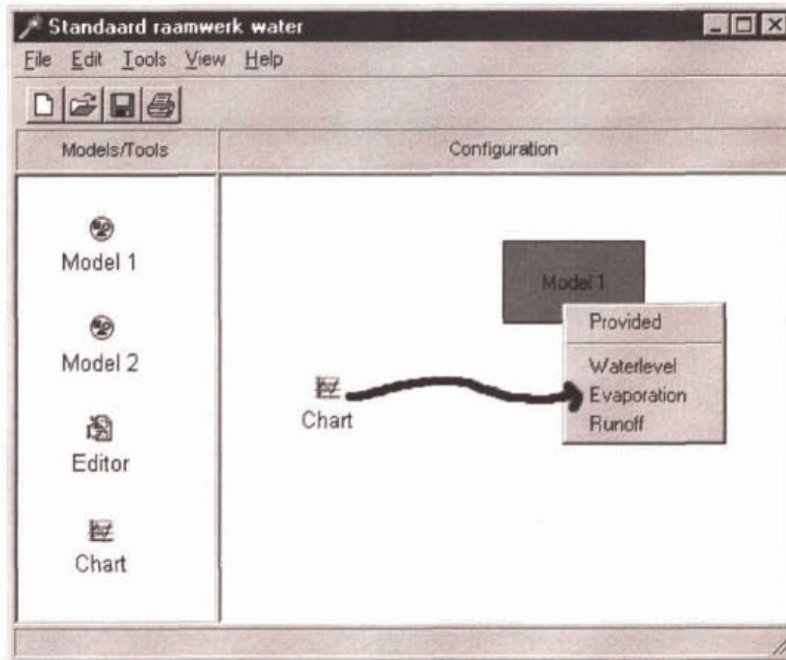 Standaard raamwerk water
File Edit Tools View Help
Models/Tools
Configuration
Model 1
Model 2
Editor
Chart
Model 1
Provided
Waterlevel
Evaporation
Runoff
Chart